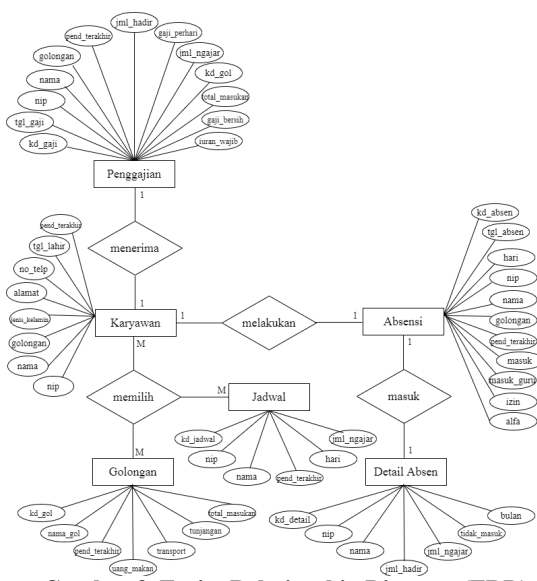 jml_hadir
pend_terakhir
gaji_perhari
golongan
jml_ngajar
nama
kd_gol
nip
total_masukan
tgl_gaji
gaji_bersih
kd_gaji
iuran_wajib
Penggajian
1
menerima
1
pend_terakhir
tgl_lahir
no_telp
alamat
jenis_kelamin
golongan
nama
nip
Karyawan
1
melakukan
1
Absensi
kd_absen
tgl_absen
hari
nip
nama
golongan
pend_terakhir
masuk
masuk_guru
izin
alfa
M
memilih
M
Jadwal
kd_jadwal
nip
nama
pend_terakhir
hari
jml_ngajar
1
masuk
1
M
Golongan
kd_gol
nama_gol
pend_terakhir
uang_makan
transport
tunjangan
total_masukan
Detail Absen
kd_detail
nip
nama
jml_hadir
jml_ngajar
tidak_masuk
bulan